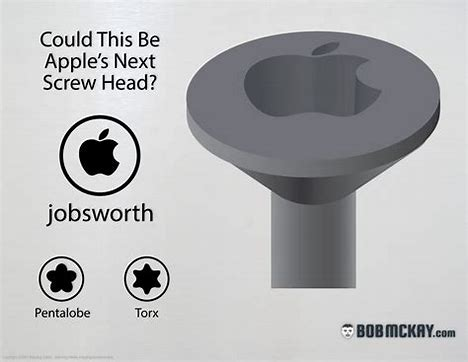 Could This Be
Apple's Next
Screw Head?
jobsworth
Pentalobe
Torx
BOBMCKAY.com